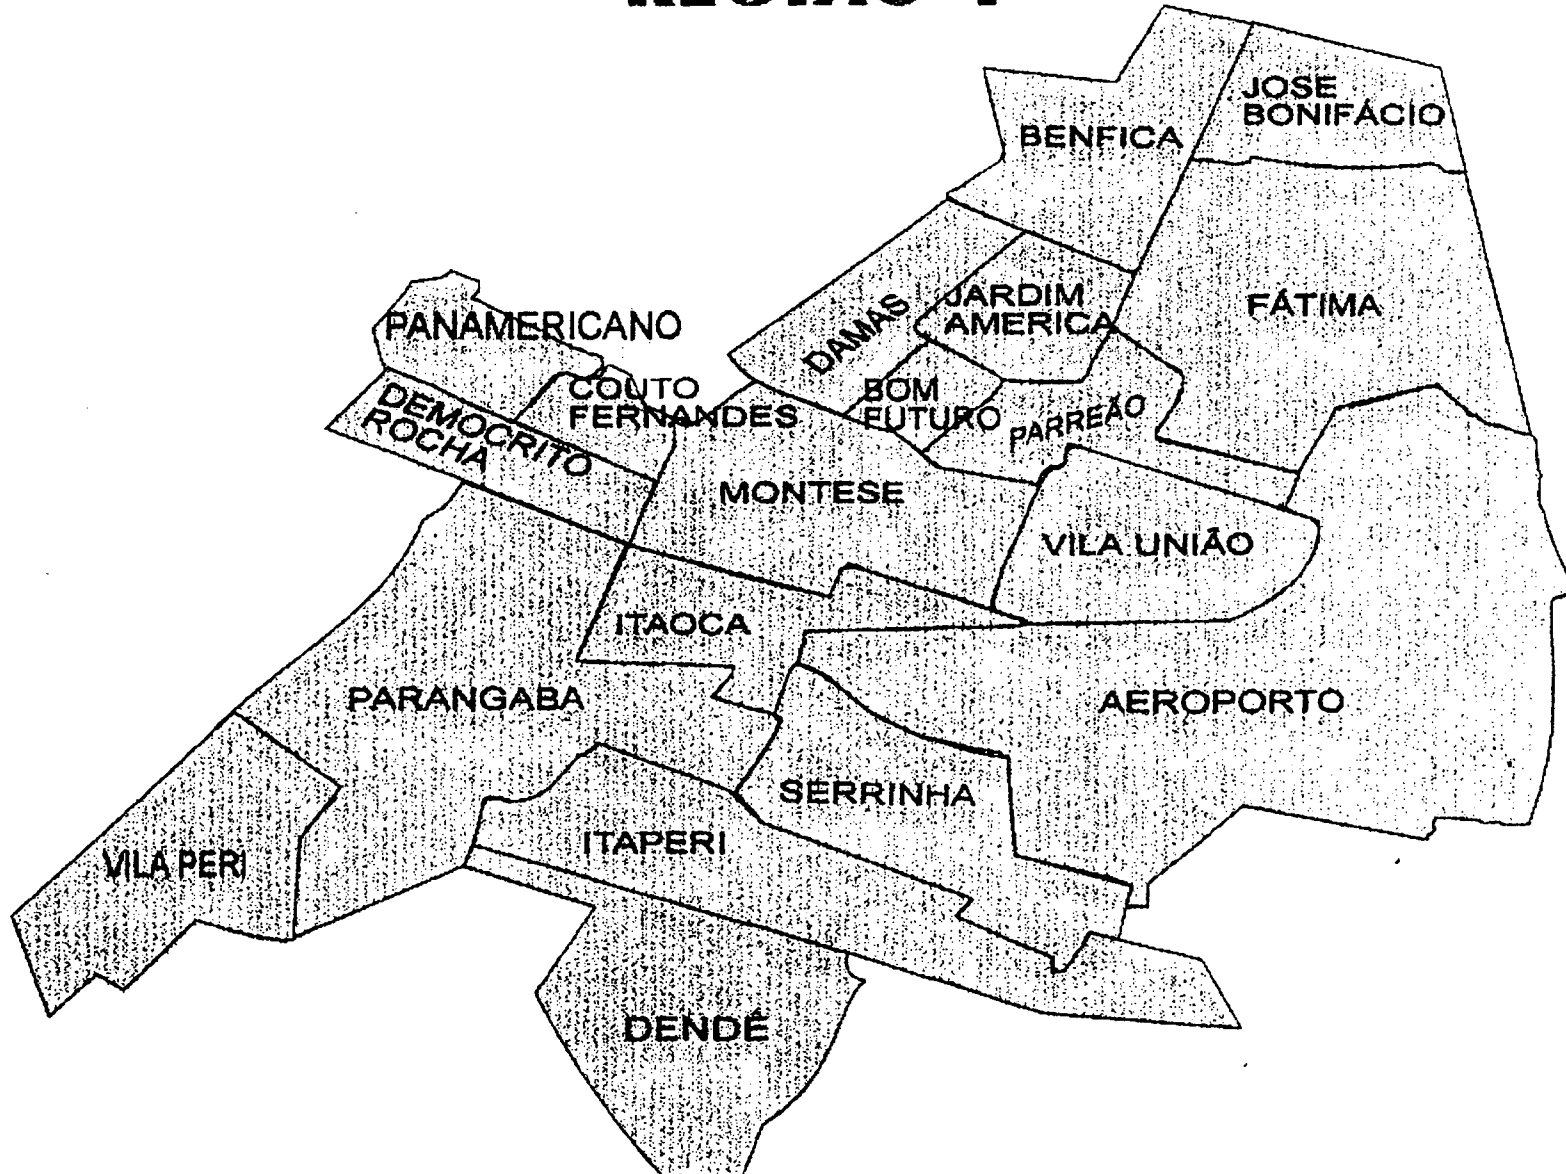 JOSE
BONIFÁCIO
BENFICA
JARDIM
AMERICA
FÁTIMA
DAMAS
PANAMERICANO
COUTO
FERNANDES
BOM
FUTURO
PARREÃO
DEMOCRITO
ROCHA
MONTESE
VILA UNIÃO
ITAOCA
PARANGABA
AEROPORTO
SERRINHA
ITAPERI
VILA PERI
DENDÊ